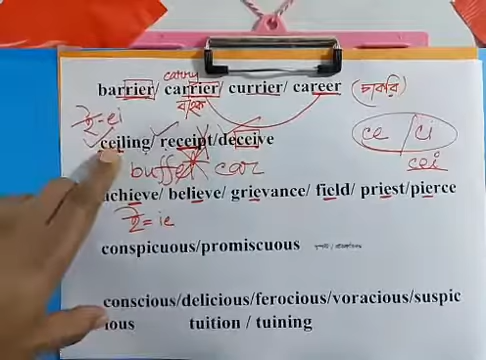 carry
barrier/ carrier/ currier/ career (চাকরি)
বাহক
ই = ei
ce / ci
ceiling/ receipt/deceive
cei
buffet car
achieve/ believe/ grievance/ field/ priest/pierce
ই = ie
conspicuous/promiscuous
conscious/delicious/ferocious/voracious/suspic
ious tuition / tuining